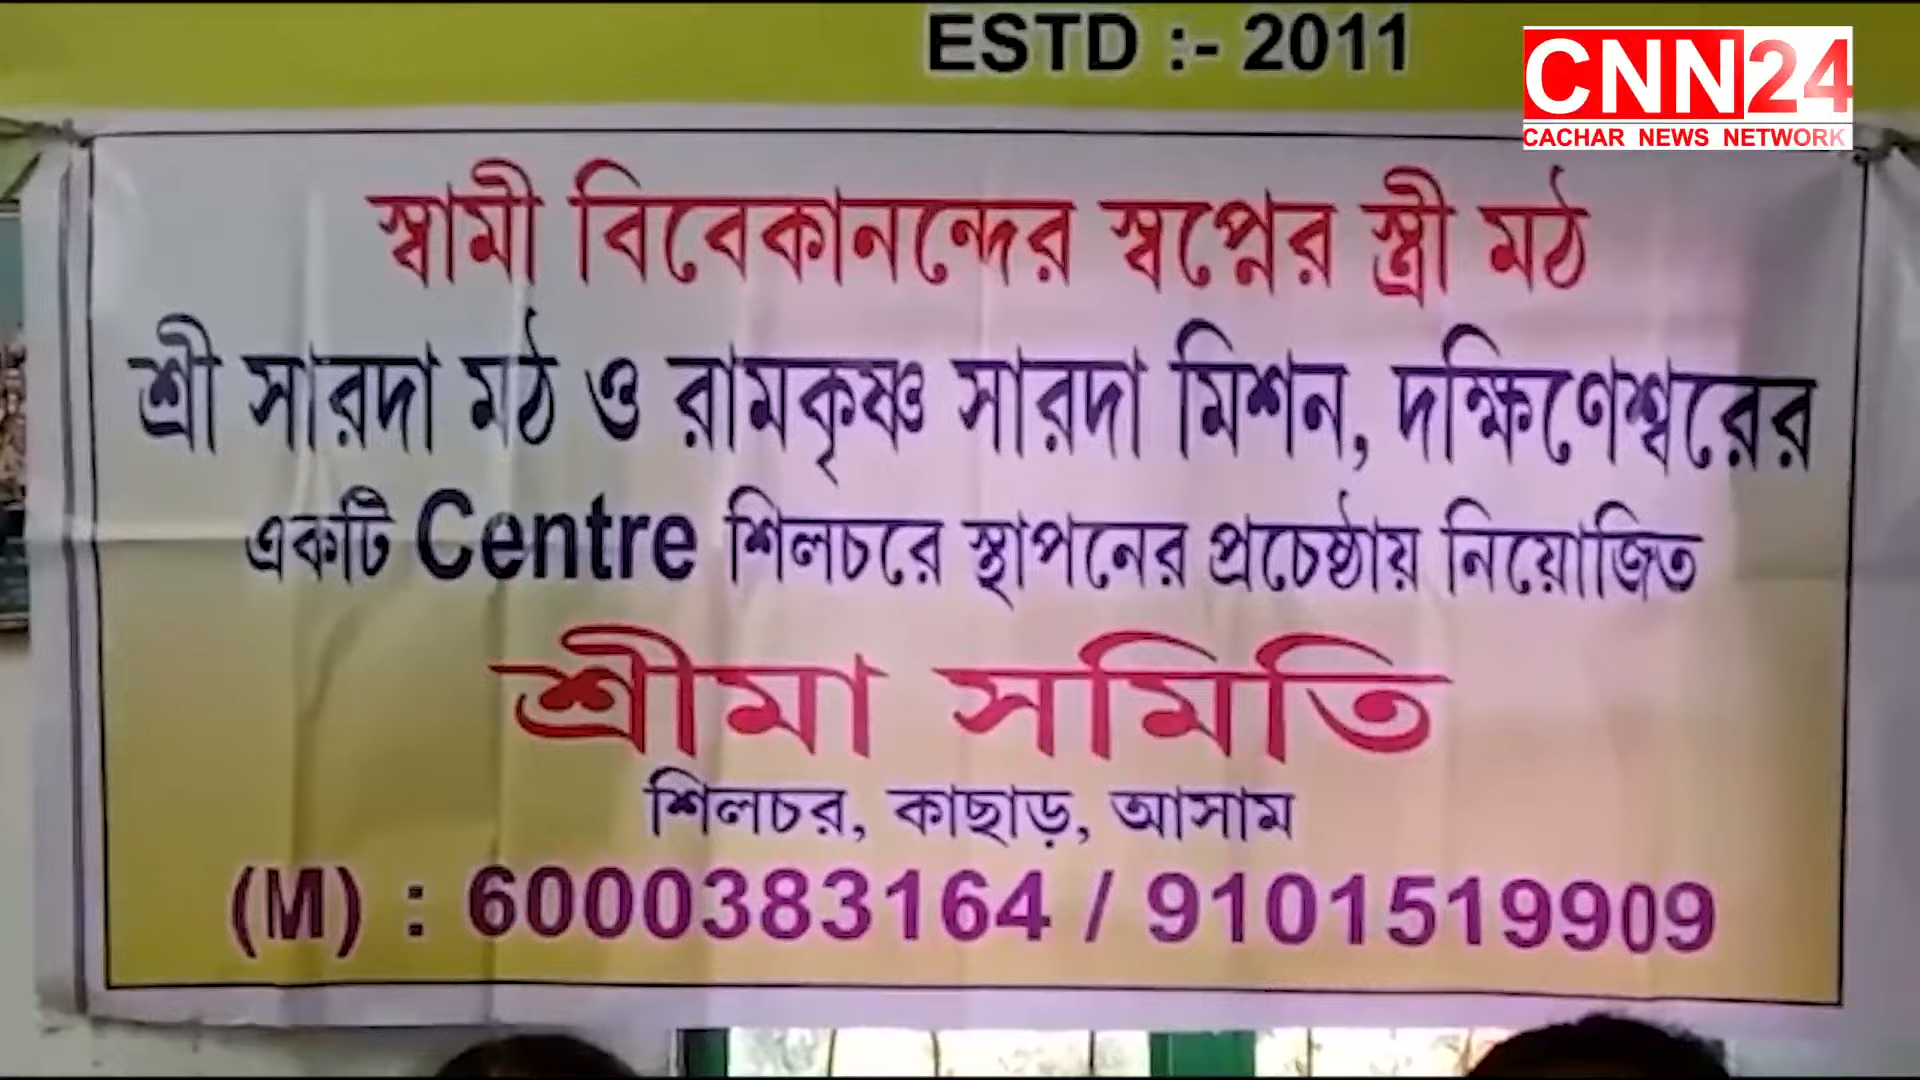 ESTD :- 2011
CNN24
CACHAR NEWS NETWORK
স্বামী বিবেকানন্দের স্বপ্নের স্ত্রী মঠ
শ্রী সারদা মঠ ও রামকৃষ্ণ সারদা মিশন, দক্ষিণেশ্বরের
একটি Centre শিলচরে স্থাপনের প্রচেষ্ঠায় নিয়োজিত
শ্রীমা সমিতি
শিলচর, কাছাড়, আসাম
(M) : 6000383164 / 9101519909